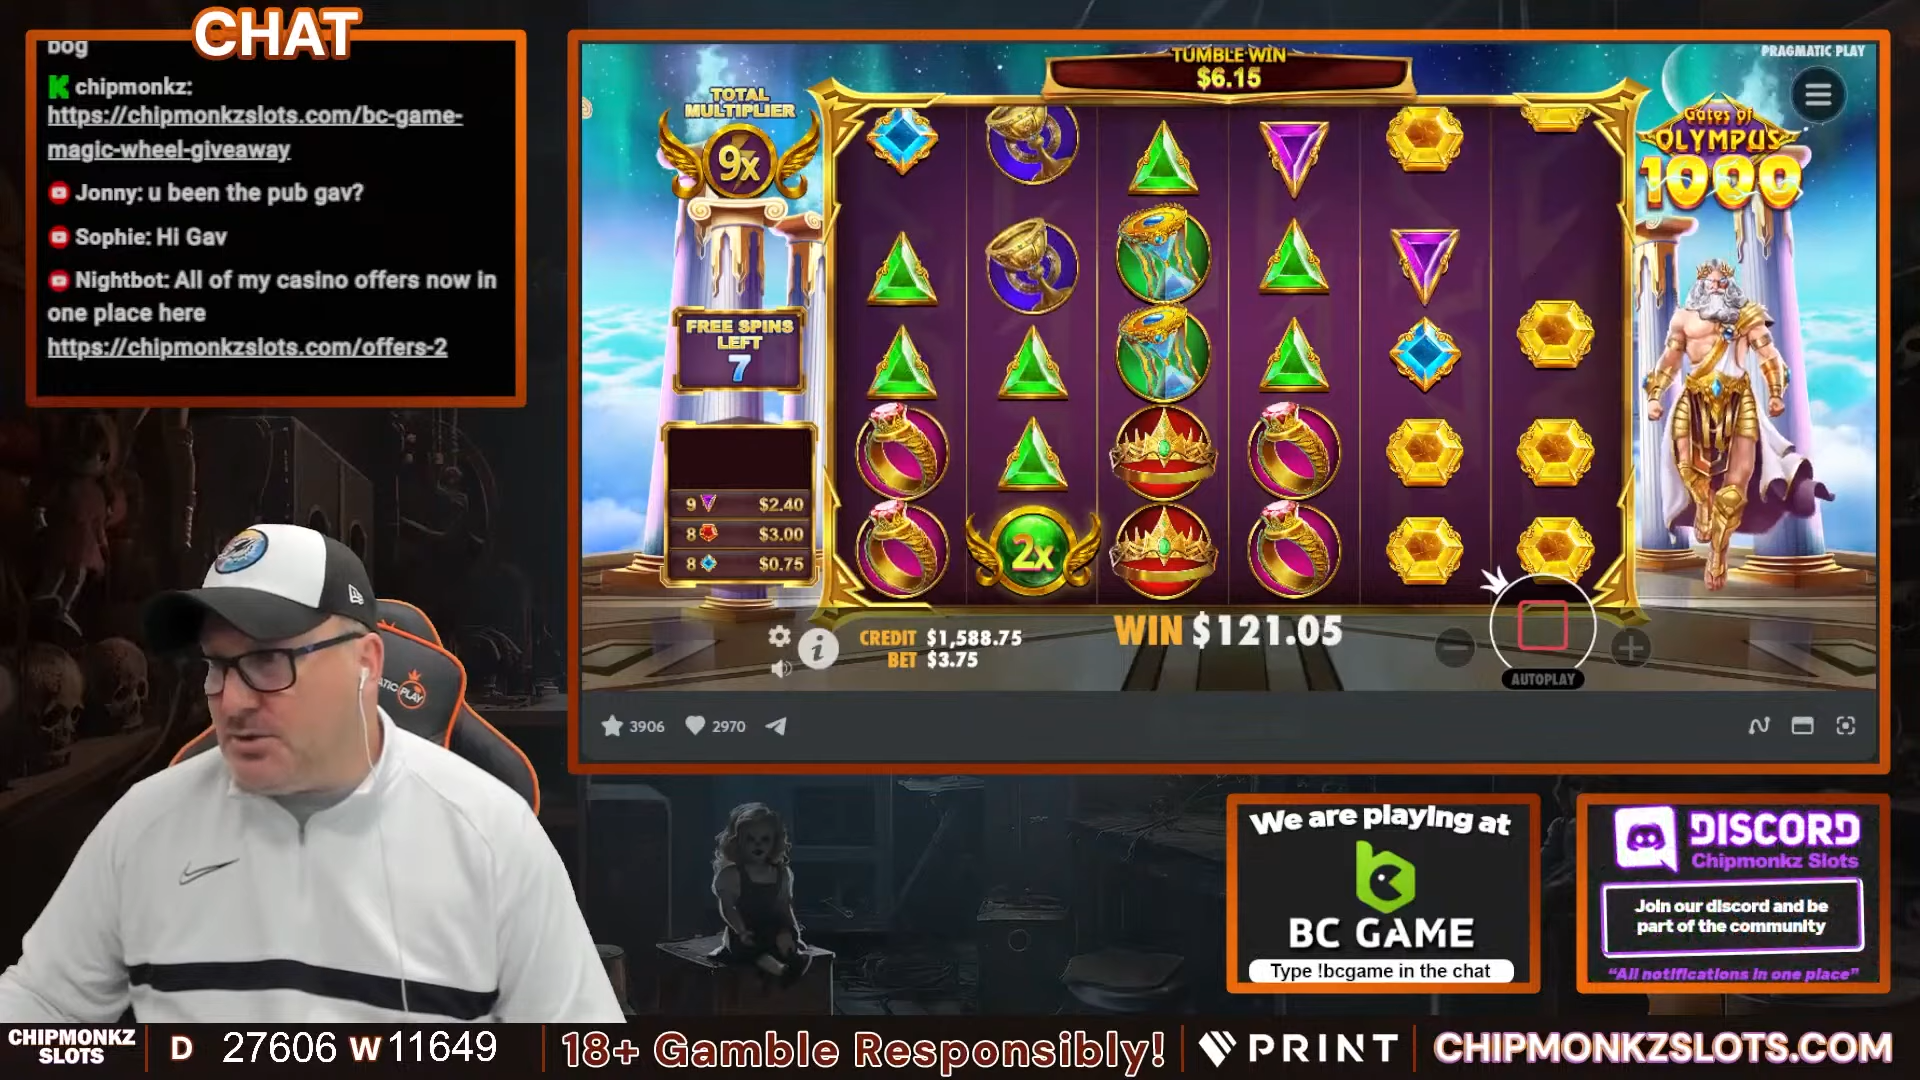 CHAT
bog
chipmonkz:
https://chipmonkzslots.com/bc-game-
magic-wheel-giveaway
Jonny: u been the pub gav?
Sophie: Hi Gav
Nightbot: All of my casino offers now in
one place here
https://chipmonkzslots.com/offers-2
TUMBLE WIN
$6.15
PRAGMATIC PLAY
TOTAL
MULTIPLIER
9x
Gates of
OLYMPUS
1000
FREE SPINS
LEFT
7
9 $2.40
8 $3.00
8 $0.75
2x
CREDIT $1,588.75
BET $3.75
WIN $121.05
AUTOPLAY
3906 2970
ATIC PLAY
We are playing at
BC GAME
Type !bcgame in the chat
DISCORD
Chipmonkz Slots
Join our discord and be
part of the community
"All notifications in one place"
CHIPMONKZ
SLOTS
D 27606 W 11649
18+ Gamble Responsibly!
PRINT
CHIPMONKZSLOTS.COM